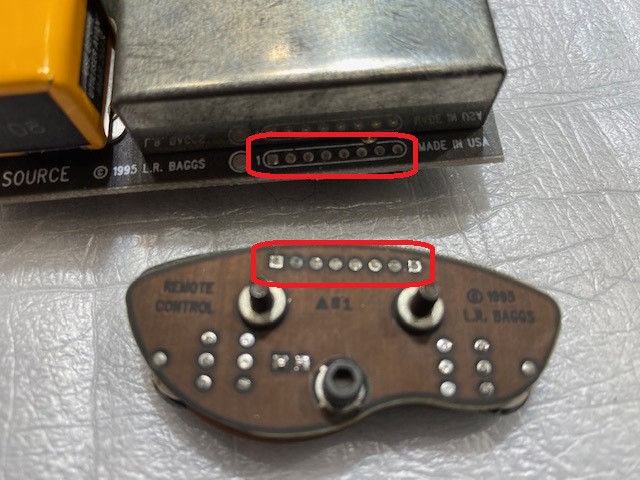 SOURCE © 1995 L.R. BAGGS 1 MADE IN USA
REMOTE
CONTROL
© 1995
L.R. BAGGS